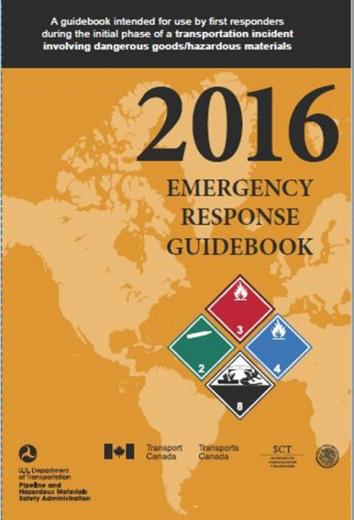 A guidebook intended for use by first responders
during the initial phase of a transportation incident
involving dangerous goods/hazardous materials
2016
EMERGENCY
RESPONSE
GUIDEBOOK
3
2
4
8
U.S. Department
of Transportation
Pipeline and
Hazardous Materials
Safety Administration
Transport
Canada
Transports
Canada
SCT